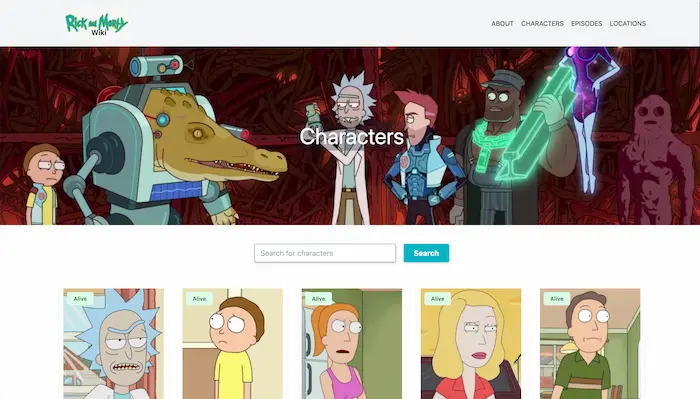 Rick and Morty
Wiki
ABOUT CHARACTERS EPISODES LOCATIONS
Characters
Search for characters Search
Alive Alive Alive Alive Alive